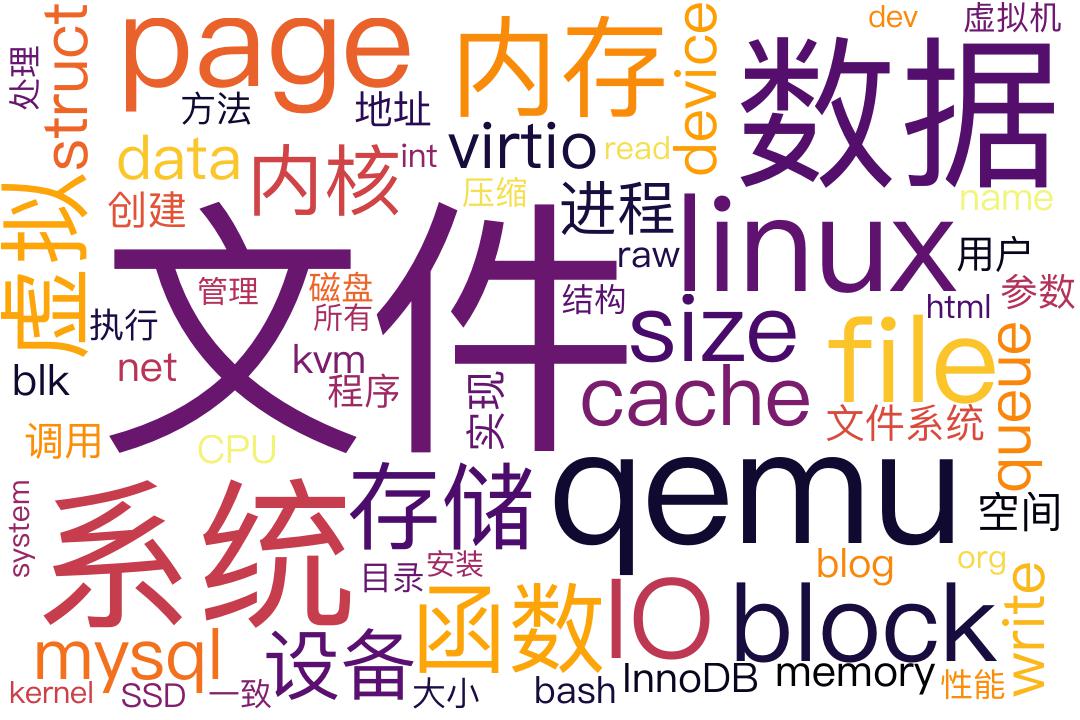 处理
struct
page
方法
地址
内存
device
dev
虚拟机
数据
data
内核
int
virtio
read
虚拟
创建
压缩
进程
name
文件
管理
磁盘
所有
raw
linux
用户
参数
执行
结构
size
html
blk
net
kvm
程序
实现
cache
file
queue
文件系统
调用
CPU
system
系统
存储
qemu
空间
目录
安装
blog
org
mysql
设备
函数
IO
block
write
kernel
SSD
一致
大小
bash
InnoDB
memory
性能